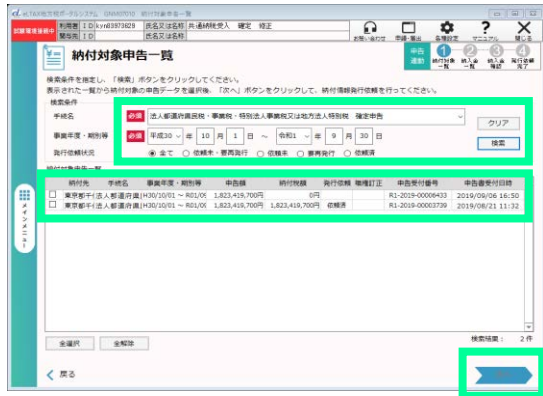 eLTAX地方税ポータルシステム GNM07010 納付対象申告一覧
試験環境接続中
利用者 ID kyn83973629 氏名又は名称 共通納税受人 確定 修正
関与先 ID 氏名又は名称
お問い合わせ 申請・届出 各種設定 マニュアル 閉じる
納付対象申告一覧
申告連動 1 納付対象一覧 2 納入金一覧 3 納入金確認 4 発行依頼完了
検索条件を指定し、「検索」ボタンをクリックしてください。
表示された一覧から納付対象の申告データを選択後、「次へ」ボタンをクリックして、納付情報発行依頼を行ってください。
検索条件
手続名 必須 法人都道府県民税・事業税・特別法人事業税又は地方法人特別税 確定申告
クリア
事業年度・期別等 必須 平成30 年 10 月 1 日 ～ 令和1 年 9 月 30 日
検索
発行依頼状況 全て 依頼未・要再発行 依頼未 要再発行 依頼済
納付対象申告一覧
納付先 手続名 事業年度・期別等 申告額 納付税額 発行依頼 申告受付番号 申告書受付日時
東京都千(法人都道府県 H30/10/01 ～ R01/09 1,823,419,700円 0円 R1-2019-00006433 2019/09/06 16:50
東京都千(法人都道府県 H30/10/01 ～ R01/09 1,823,419,700円 1,823,419,700円 依頼済 R1-2019-00003739 2019/08/21 11:32
メインメニュー
全選択 全解除
検索結果： 2件
戻る